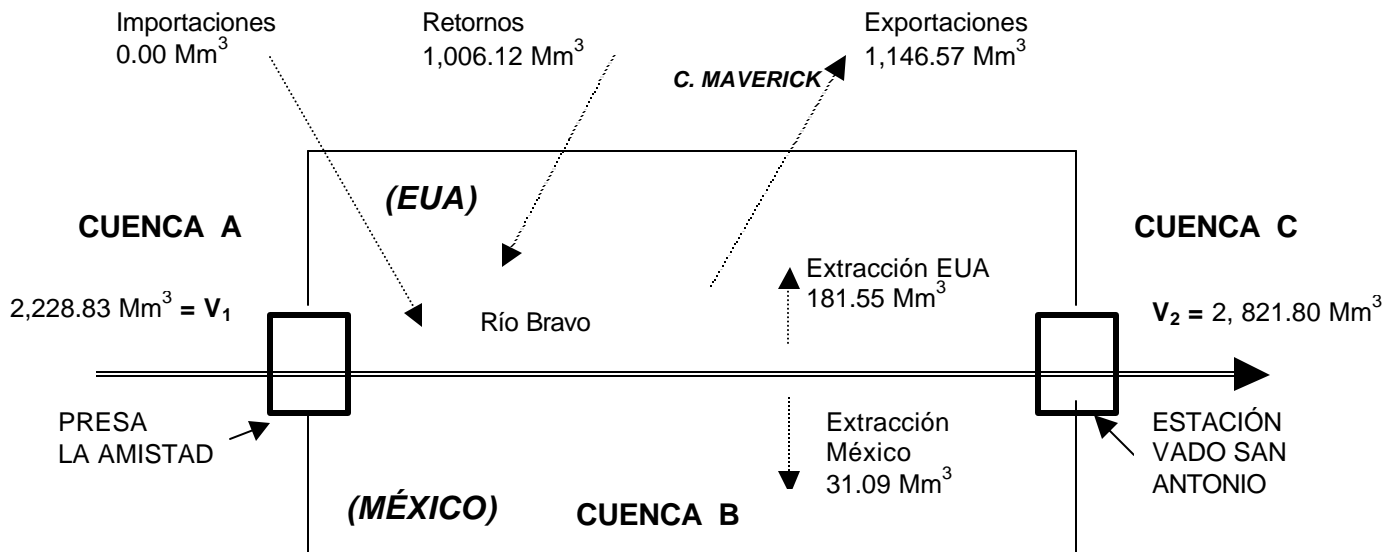 Importaciones
0.00 Mm³
Retornos
1,006.12 Mm³
Exportaciones
1,146.57 Mm³
C. MAVERICK
(EUA)
CUENCA A
CUENCA C
2,228.83 Mm³ = V₁
Río Bravo
Extracción EUA
181.55 Mm³
V₂ = 2, 821.80 Mm³
PRESA
LA AMISTAD
Extracción
México
31.09 Mm³
ESTACIÓN
VADO SAN
ANTONIO
(MÉXICO)
CUENCA B